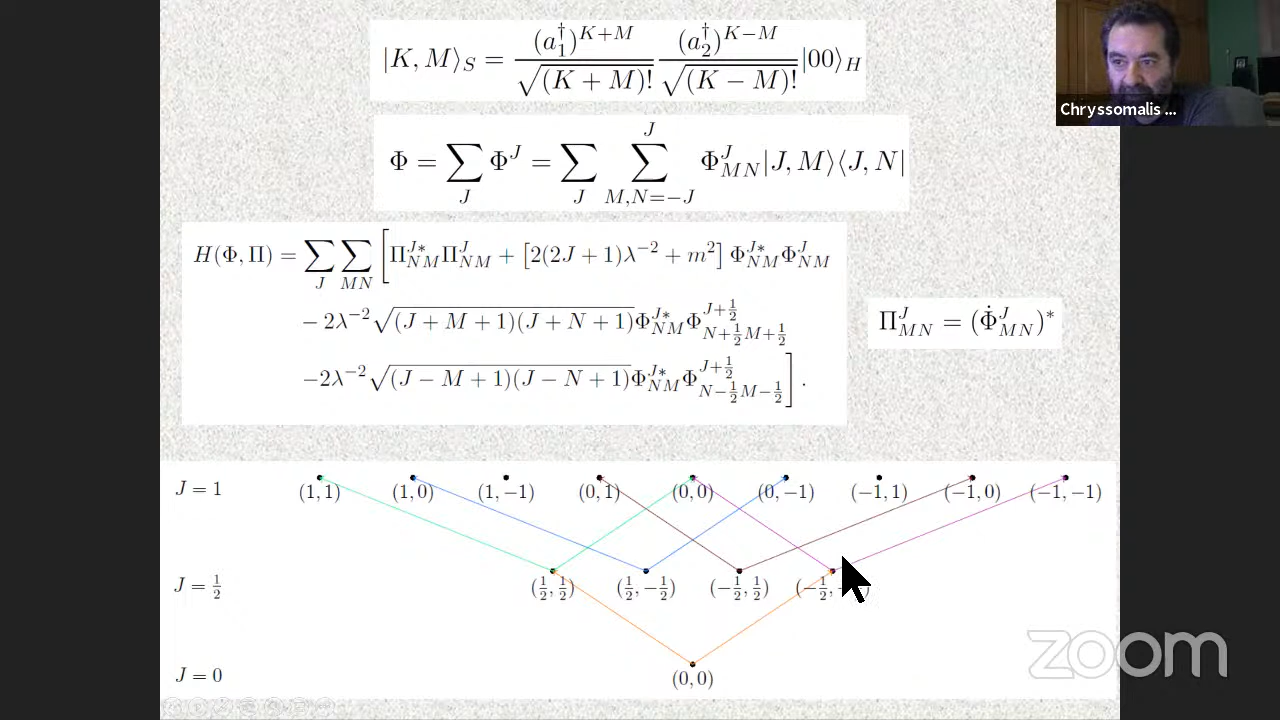 |K, M⟩_S = \frac{(a_1^†)^{K+M}}{\sqrt{(K + M)!}} \frac{(a_2^†)^{K−M}}{\sqrt{(K − M)!}} |00⟩_H
Chryssomalis ...
Φ = \sum_J Φ^J = \sum_J \sum_{M,N=−J}^{J} Φ^J_{MN} |J, M⟩⟨J, N|
H(Φ, Π) = \sum_J \sum_{MN} [ Π^{J*}_{NM} Π^J_{NM} + [2(2J + 1)λ^{−2} + m^2] Φ^{J*}_{NM} Φ^J_{NM}
− 2λ^{−2} \sqrt{(J + M + 1)(J + N + 1)} Φ^{J*}_{NM} Φ^{J+\frac{1}{2}}_{N+\frac{1}{2}M+\frac{1}{2}}
Π^J_{MN} = (\dot{Φ}^J_{MN})^*
−2λ^{−2} \sqrt{(J − M + 1)(J − N + 1)} Φ^{J*}_{NM} Φ^{J+\frac{1}{2}}_{N−\frac{1}{2}M−\frac{1}{2}} ] .
J = 1 (1, 1) (1, 0) (1, −1) (0, 1) (0, 0) (0, −1) (−1, 1) (−1, 0) (−1, −1)
J = \frac{1}{2} (\frac{1}{2}, \frac{1}{2}) (\frac{1}{2}, −\frac{1}{2}) (−\frac{1}{2}, \frac{1}{2}) (−\frac{1}{2},
J = 0 (0, 0)
zoom